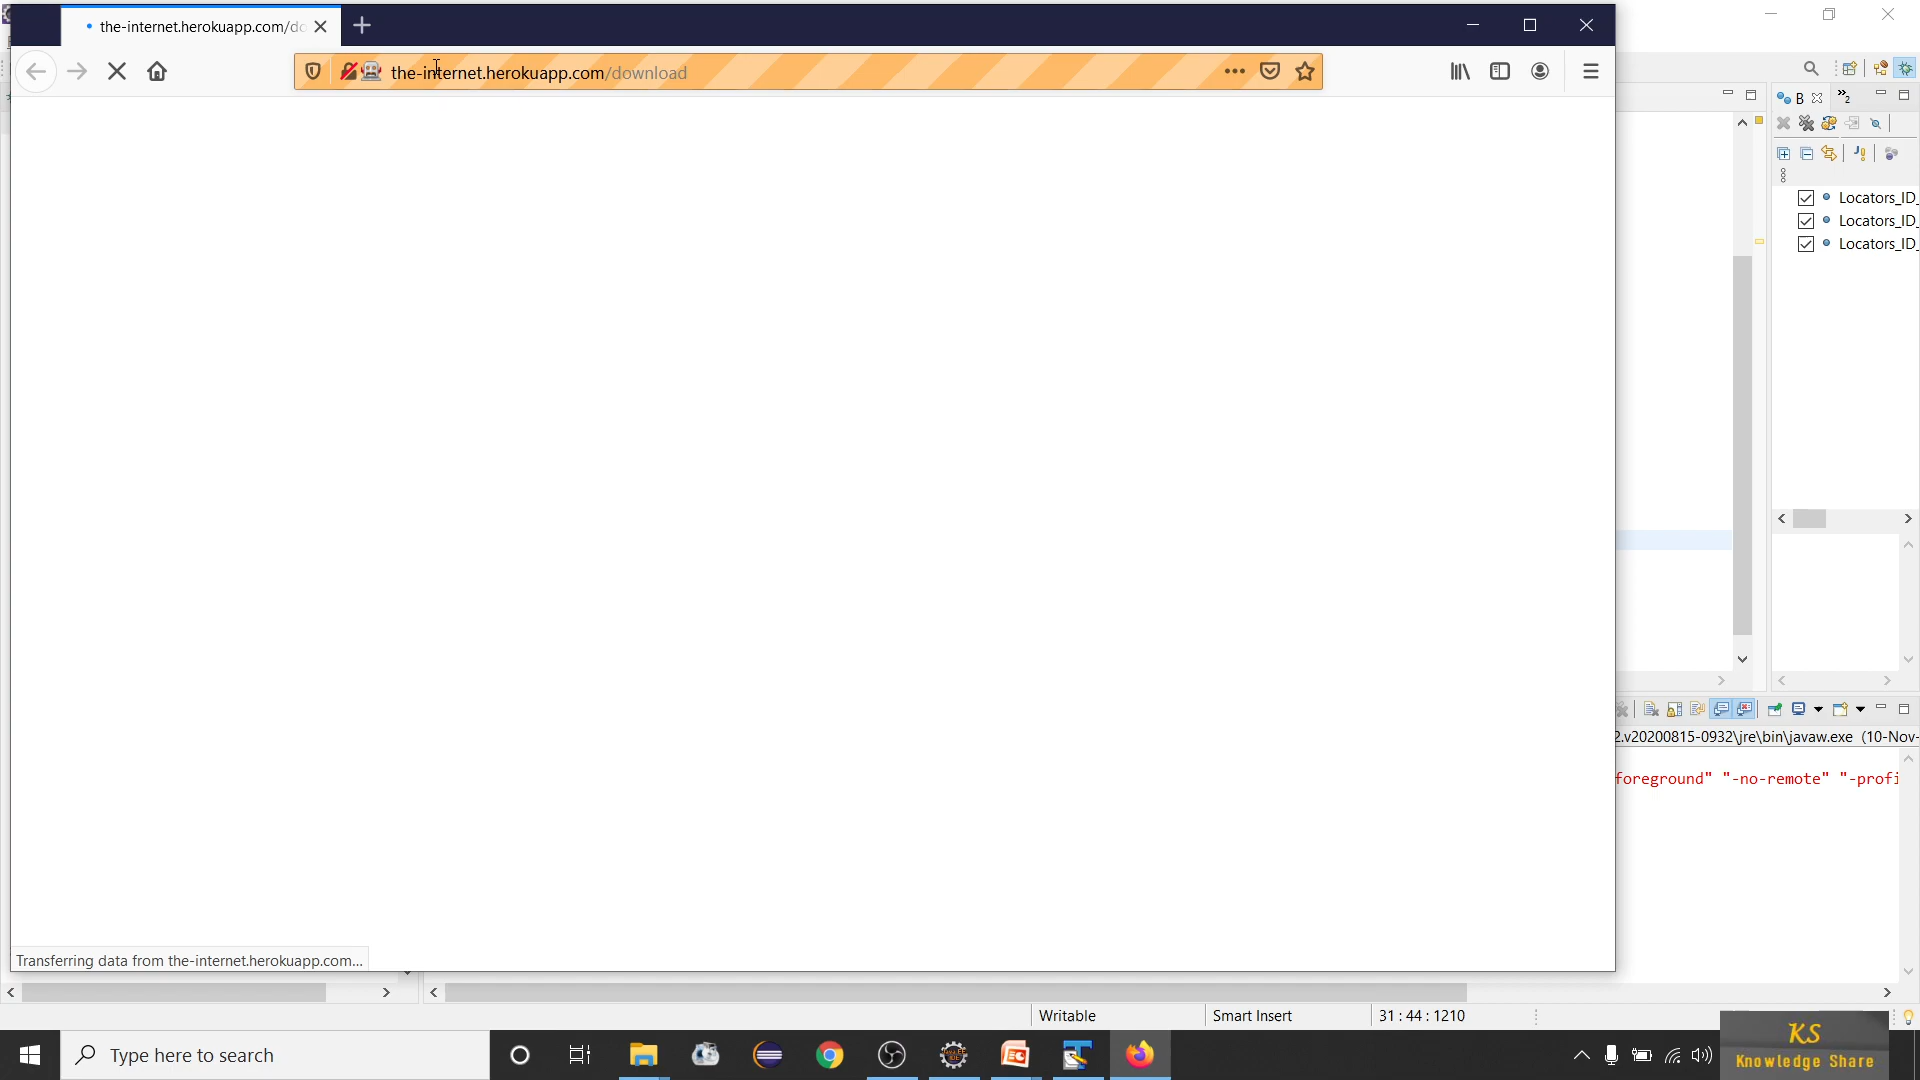 the-internet.herokuapp.com/do
the-internet.herokuapp.com/download
B
2
Locators_ID_
Locators_ID_
Locators_ID_
2.v20200815-0932\jre\bin\javaw.exe (10-Nov-
foreground" "-no-remote" "-profi
Transferring data from the-internet.herokuapp.com...
Writable
Smart Insert
31 : 44 : 1210
Type here to search
KS
Knowledge Share